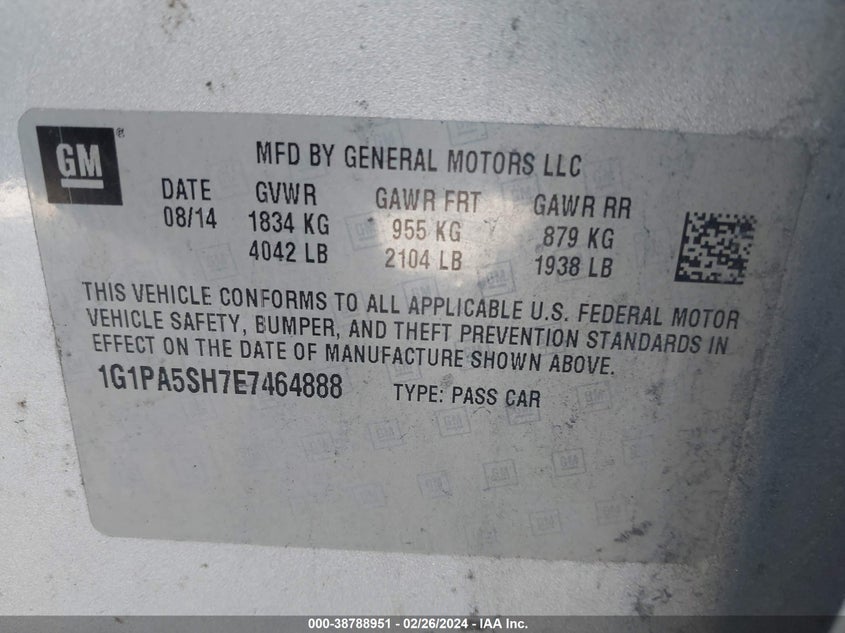 GM®
MFD BY GENERAL MOTORS LLC
DATE GVWR GAWR FRT GAWR RR
08/14 1834 KG 955 KG 879 KG
4042 LB 2104 LB 1938 LB
THIS VEHICLE CONFORMS TO ALL APPLICABLE U.S. FEDERAL MOTOR
VEHICLE SAFETY, BUMPER, AND THEFT PREVENTION STANDARDS IN
EFFECT ON THE DATE OF MANUFACTURE SHOWN ABOVE.
1G1PA5SH7E7464888 TYPE: PASS CAR
000-38788951 - 02/26/2024 - IAA Inc.